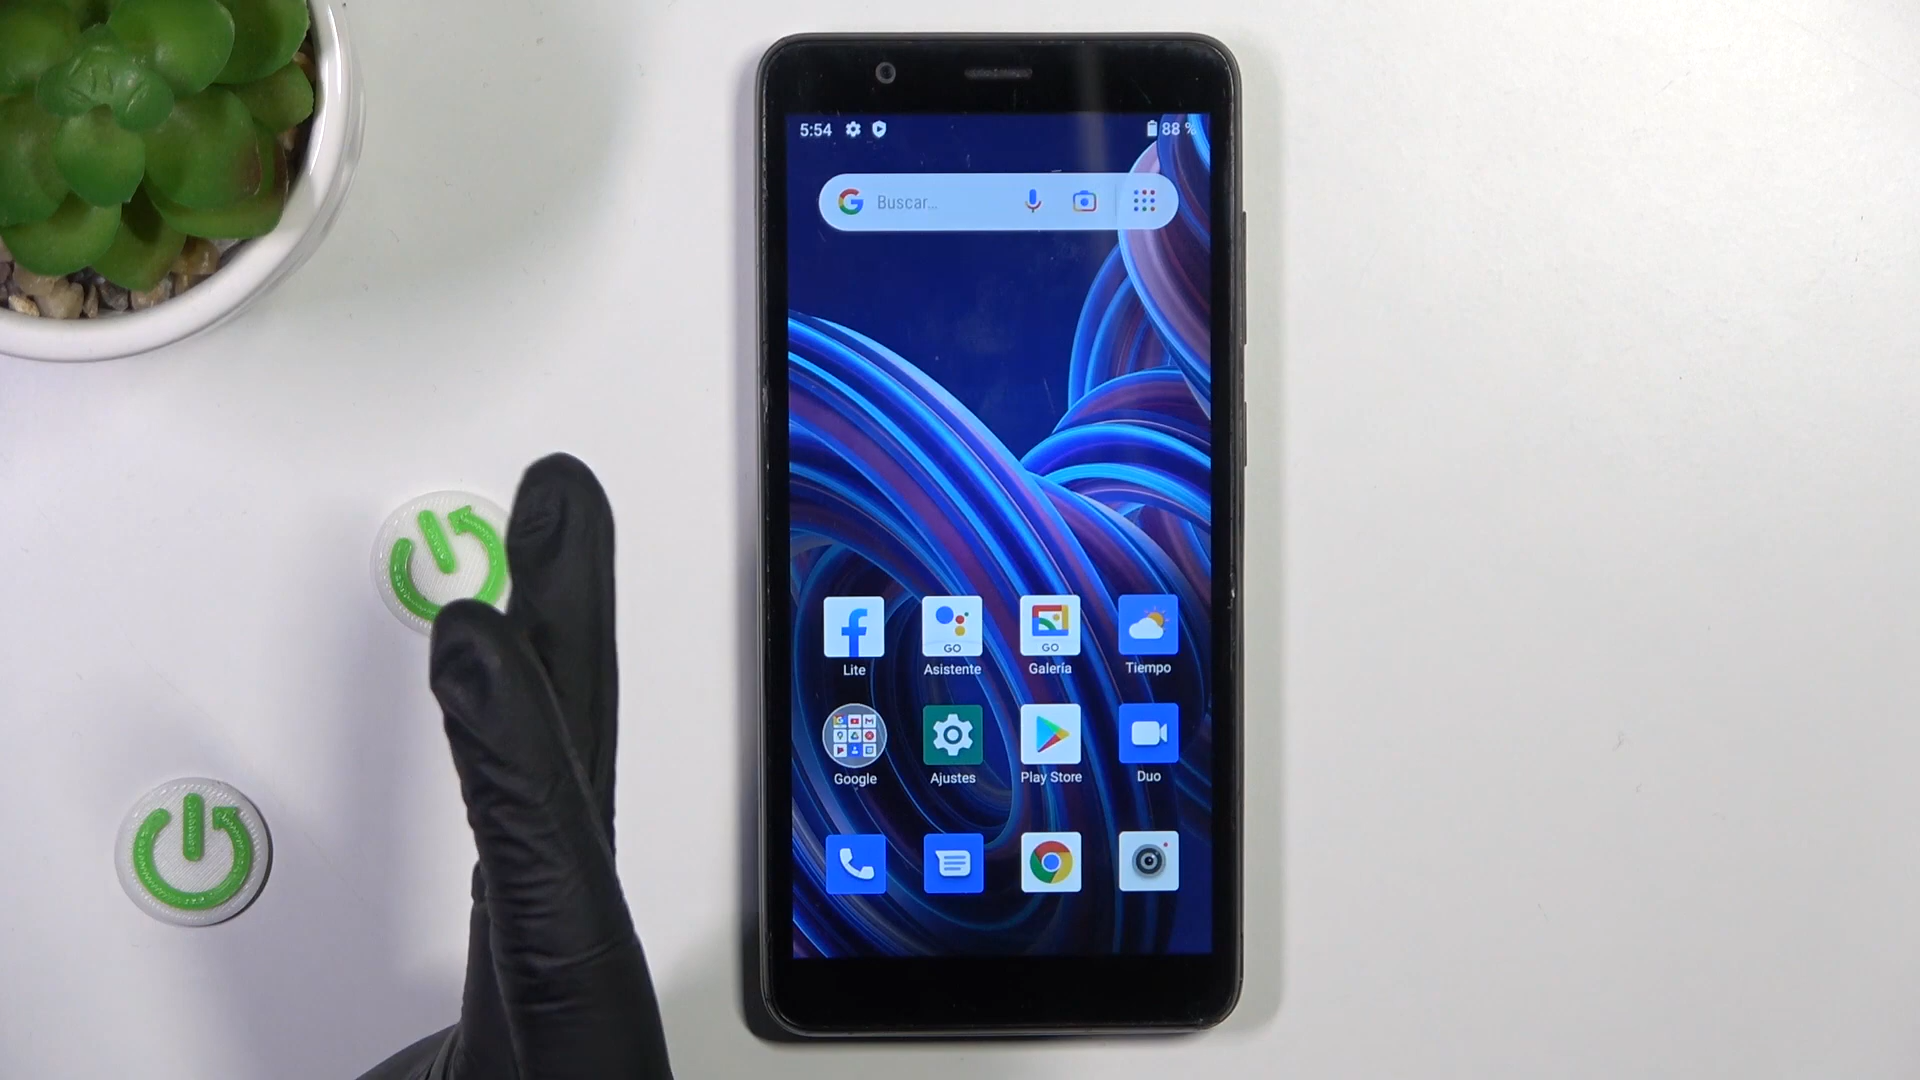 5:54 88 %
Buscar...
GO GO
Lite Asistente Galería Tiempo
Google Ajustes Play Store Duo